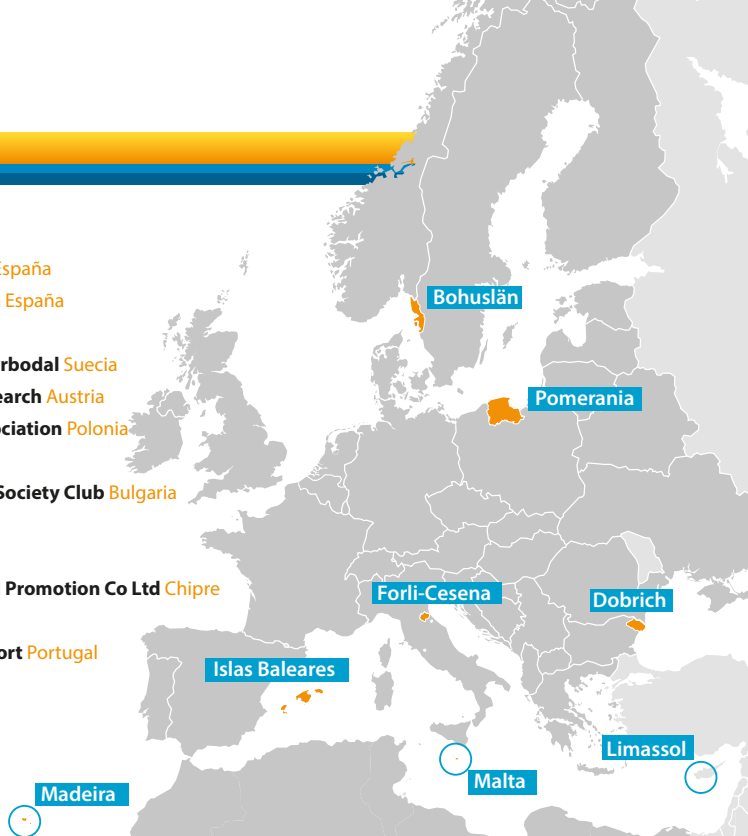 España
España
rbodal Suecia
earch Austria
ciation Polonia
Society Club Bulgaria
Promotion Co Ltd Chipre
ort Portugal
Bohuslän
Pomerania
Forli-Cesena
Dobrich
Islas Baleares
Limassol
Malta
Madeira